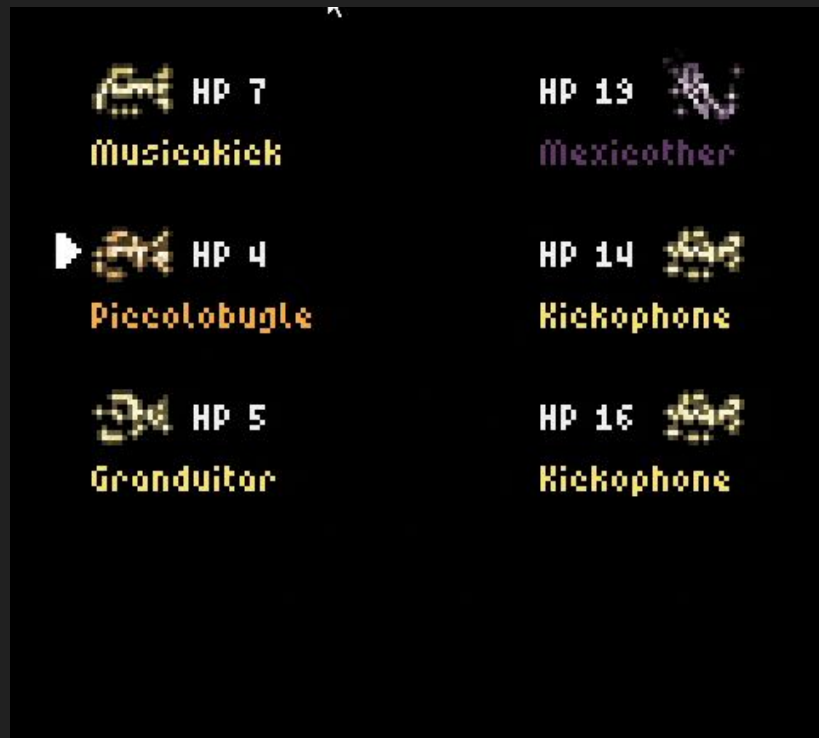 HP 7
Musicakick
HP 13
Mexicother
HP 4
Piccolobugle
HP 14
Kickophone
HP 5
Granduitar
HP 16
Kickophone